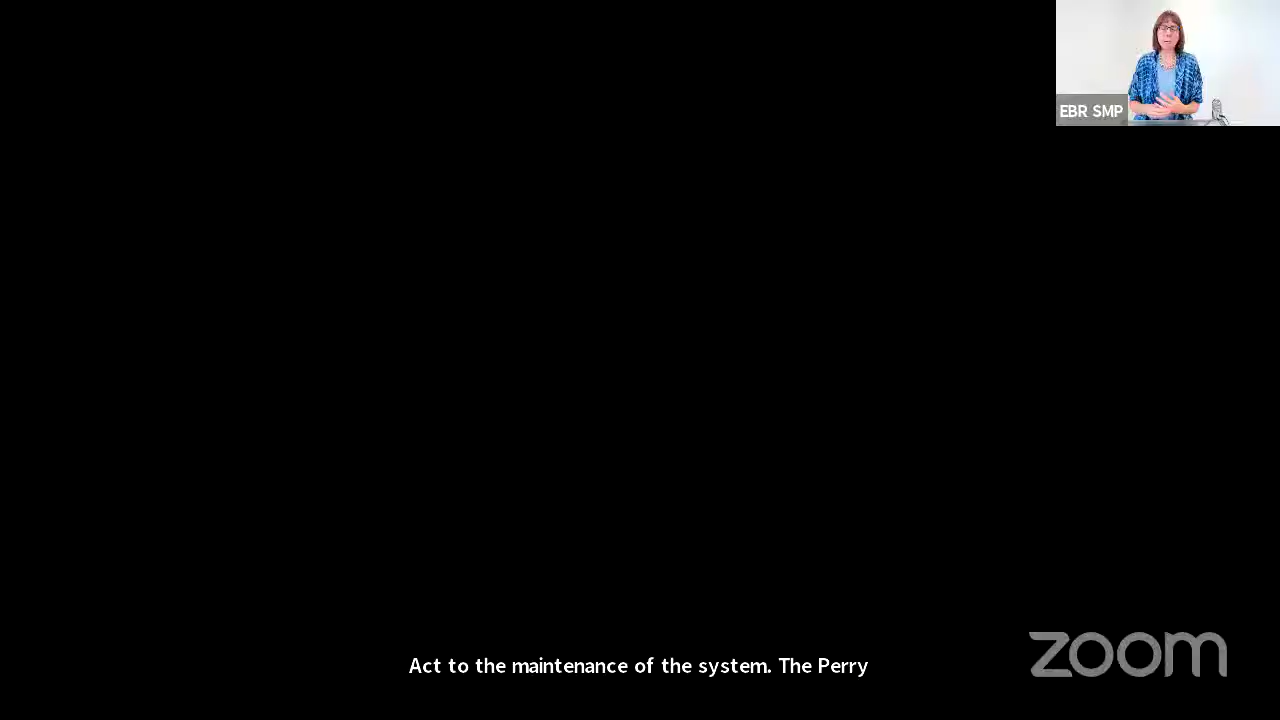 EBR SMP
Act to the maintenance of the system. The Perry
zoom